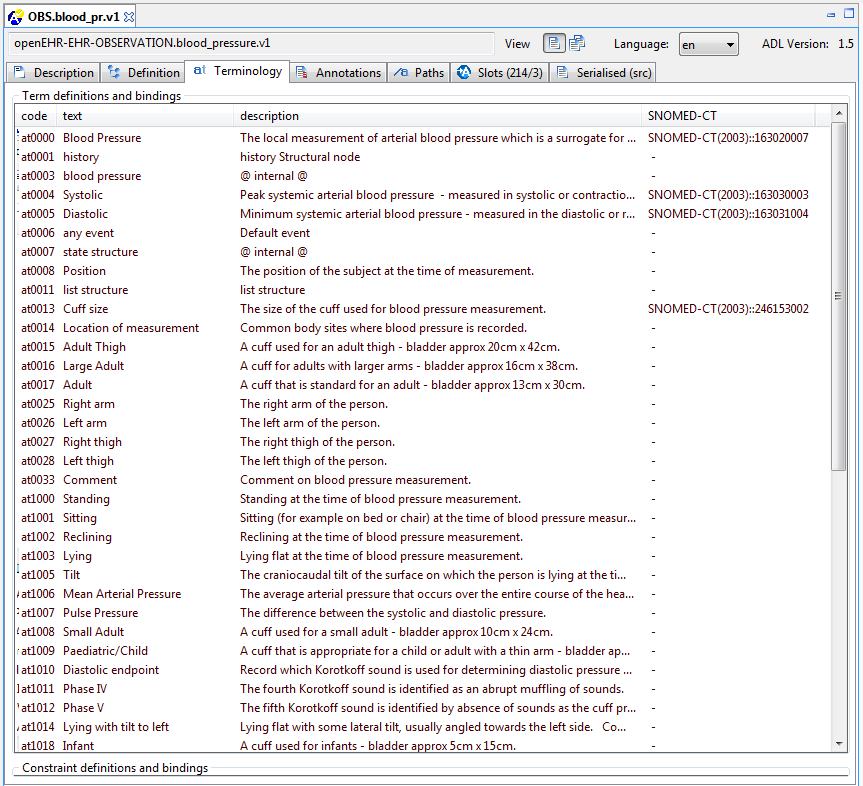 OBS.blood_pr.v1
openEHR-EHR-OBSERVATION.blood_pressure.v1 View Language: en ADL Version: 1.5
Description Definition at Terminology Annotations /a Paths Slots (214/3) Serialised (src)
Term definitions and bindings
code text description SNOMED-CT
at0000 Blood Pressure The local measurement of arterial blood pressure which is a surrogate for ... SNOMED-CT(2003)::163020007
at0001 history history Structural node -
at0003 blood pressure @ internal @ -
at0004 Systolic Peak systemic arterial blood pressure - measured in systolic or contractio... SNOMED-CT(2003)::163030003
at0005 Diastolic Minimum systemic arterial blood pressure - measured in the diastolic or r... SNOMED-CT(2003)::163031004
at0006 any event Default event -
at0007 state structure @ internal @ -
at0008 Position The position of the subject at the time of measurement. -
at0011 list structure list structure -
at0013 Cuff size The size of the cuff used for blood pressure measurement. SNOMED-CT(2003)::246153002
at0014 Location of measurement Common body sites where blood pressure is recorded. -
at0015 Adult Thigh A cuff used for an adult thigh - bladder approx 20cm x 42cm. -
at0016 Large Adult A cuff for adults with larger arms - bladder approx 16cm x 38cm. -
at0017 Adult A cuff that is standard for an adult - bladder approx 13cm x 30cm. -
at0025 Right arm The right arm of the person. -
at0026 Left arm The left arm of the person. -
at0027 Right thigh The right thigh of the person. -
at0028 Left thigh The left thigh of the person. -
at0033 Comment Comment on blood pressure measurement. -
at1000 Standing Standing at the time of blood pressure measurement. -
at1001 Sitting Sitting (for example on bed or chair) at the time of blood pressure measur... -
at1002 Reclining Reclining at the time of blood pressure measurement. -
at1003 Lying Lying flat at the time of blood pressure measurement. -
at1005 Tilt The craniocaudal tilt of the surface on which the person is lying at the ti... -
at1006 Mean Arterial Pressure The average arterial pressure that occurs over the entire course of the hea... -
at1007 Pulse Pressure The difference between the systolic and diastolic pressure. -
at1008 Small Adult A cuff used for a small adult - bladder approx 10cm x 24cm. -
at1009 Paediatric/Child A cuff that is appropriate for a child or adult with a thin arm - bladder ap... -
at1010 Diastolic endpoint Record which Korotkoff sound is used for determining diastolic pressure ... -
at1011 Phase IV The fourth Korotkoff sound is identified as an abrupt muffling of sounds. -
at1012 Phase V The fifth Korotkoff sound is identified by absence of sounds as the cuff pr... -
at1014 Lying with tilt to left Lying flat with some lateral tilt, usually angled towards the left side. Co... -
at1018 Infant A cuff used for infants - bladder approx 5cm x 15cm. -
Constraint definitions and bindings